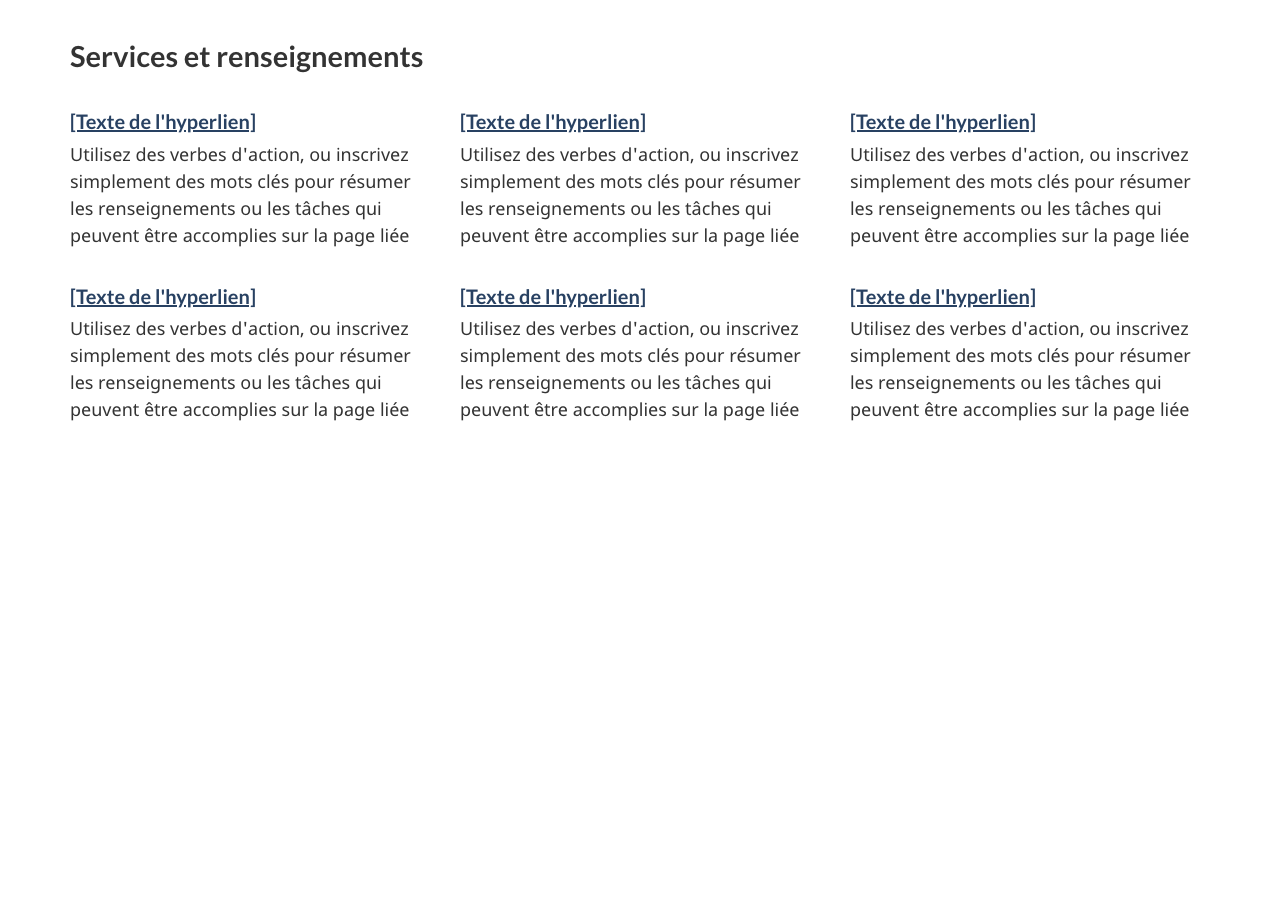 Services et renseignements
[Texte de l'hyperlien]
Utilisez des verbes d'action, ou inscrivez
simplement des mots clés pour résumer
les renseignements ou les tâches qui
peuvent être accomplies sur la page liée
[Texte de l'hyperlien]
Utilisez des verbes d'action, ou inscrivez
simplement des mots clés pour résumer
les renseignements ou les tâches qui
peuvent être accomplies sur la page liée
[Texte de l'hyperlien]
Utilisez des verbes d'action, ou inscrivez
simplement des mots clés pour résumer
les renseignements ou les tâches qui
peuvent être accomplies sur la page liée
[Texte de l'hyperlien]
Utilisez des verbes d'action, ou inscrivez
simplement des mots clés pour résumer
les renseignements ou les tâches qui
peuvent être accomplies sur la page liée
[Texte de l'hyperlien]
Utilisez des verbes d'action, ou inscrivez
simplement des mots clés pour résumer
les renseignements ou les tâches qui
peuvent être accomplies sur la page liée
[Texte de l'hyperlien]
Utilisez des verbes d'action, ou inscrivez
simplement des mots clés pour résumer
les renseignements ou les tâches qui
peuvent être accomplies sur la page liée